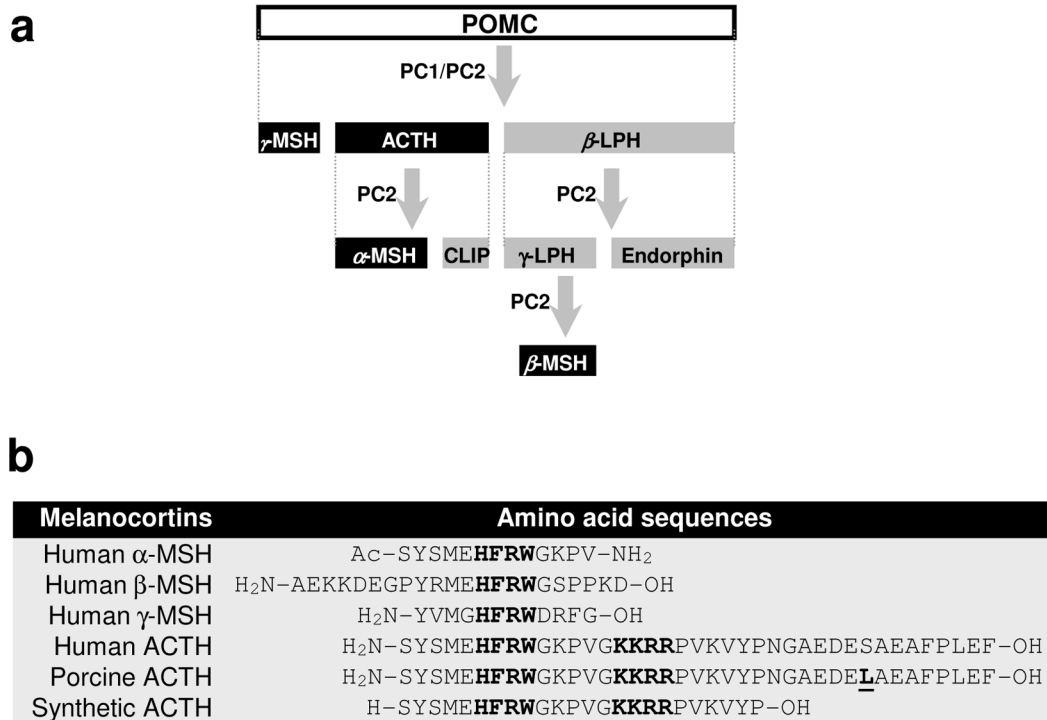 a
POMC
PC1/PC2
γ-MSH ACTH β-LPH
PC2 PC2
α-MSH CLIP γ-LPH Endorphin
PC2
β-MSH
b
Melanocortins Amino acid sequences
Human α-MSH Ac-SYSMEHFRWGKPV-NH₂
Human β-MSH H₂N-AEKKDEGPYRMEHFRWGSPPKD-OH
Human γ-MSH H₂N-YVMGHFRWDRFG-OH
Human ACTH H₂N-SYSMEHFRWGKPVGKKRRPVKVYPNGAEDESAEAFPLEF-OH
Porcine ACTH H₂N-SYSMEHFRWGKPVGKKRRPVKVYPNGAEDELAEAFPLEF-OH
Synthetic ACTH H-SYSMEHFRWGKPVGKKRRPVKVYP-OH